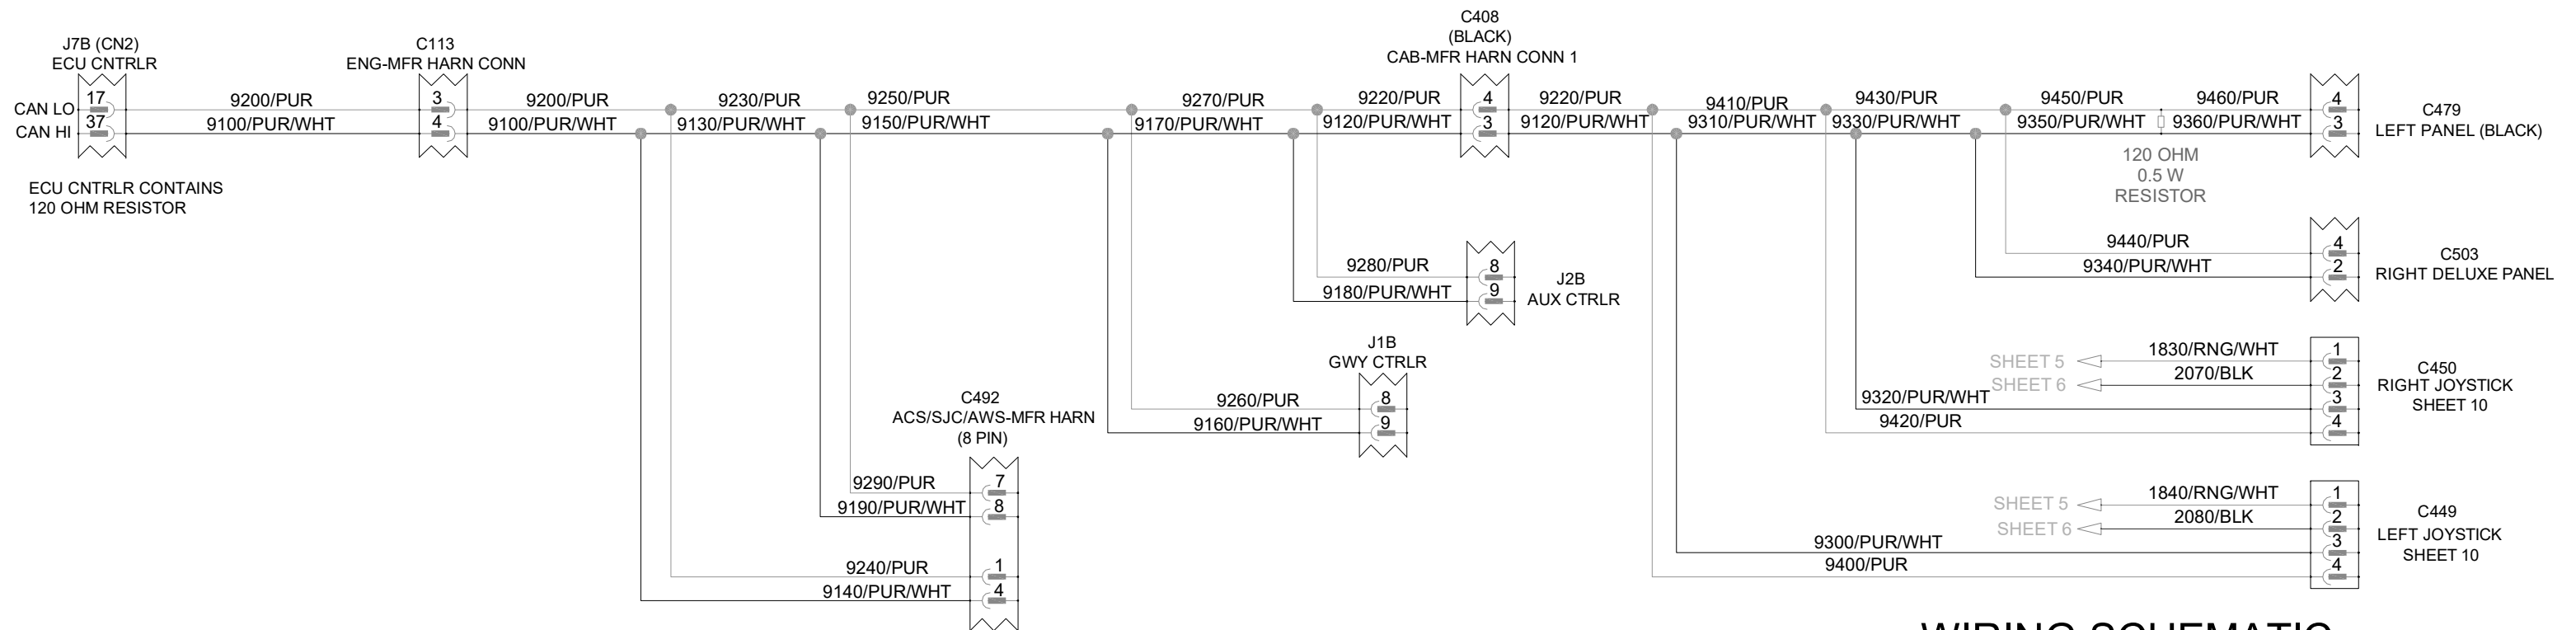 C408
(BLACK)
CAB-MFR HARN CONN 1
J7B (CN2)
ECU CNTRLR
C113
ENG-MFR HARN CONN
CAN LO
CAN HI
17
37
9200/PUR
9100/PUR/WHT
3
4
9200/PUR
9100/PUR/WHT
9230/PUR
9130/PUR/WHT
9250/PUR
9150/PUR/WHT
9270/PUR
9170/PUR/WHT
9220/PUR
9120/PUR/WHT
4
3
9220/PUR
9120/PUR/WHT
9410/PUR
9310/PUR/WHT
9430/PUR
9330/PUR/WHT
9450/PUR
9350/PUR/WHT
9460/PUR
9360/PUR/WHT
4
3
C479
LEFT PANEL (BLACK)
ECU CNTRLR CONTAINS
120 OHM RESISTOR
120 OHM
0.5 W
RESISTOR
9440/PUR
9340/PUR/WHT
4
2
C503
RIGHT DELUXE PANEL
9280/PUR
9180/PUR/WHT
8
9
J2B
AUX CTRLR
J1B
GWY CTRLR
9260/PUR
9160/PUR/WHT
8
9
SHEET 5
SHEET 6
1830/RNG/WHT
2070/BLK
9320/PUR/WHT
9420/PUR
1
2
3
4
C450
RIGHT JOYSTICK
SHEET 10
C492
ACS/SJC/AWS-MFR HARN
(8 PIN)
9290/PUR
9190/PUR/WHT
7
8
9240/PUR
9140/PUR/WHT
1
4
SHEET 5
SHEET 6
1840/RNG/WHT
2080/BLK
9300/PUR/WHT
9400/PUR
1
2
3
4
C449
LEFT JOYSTICK
SHEET 10
WIRING SCHEMATIC